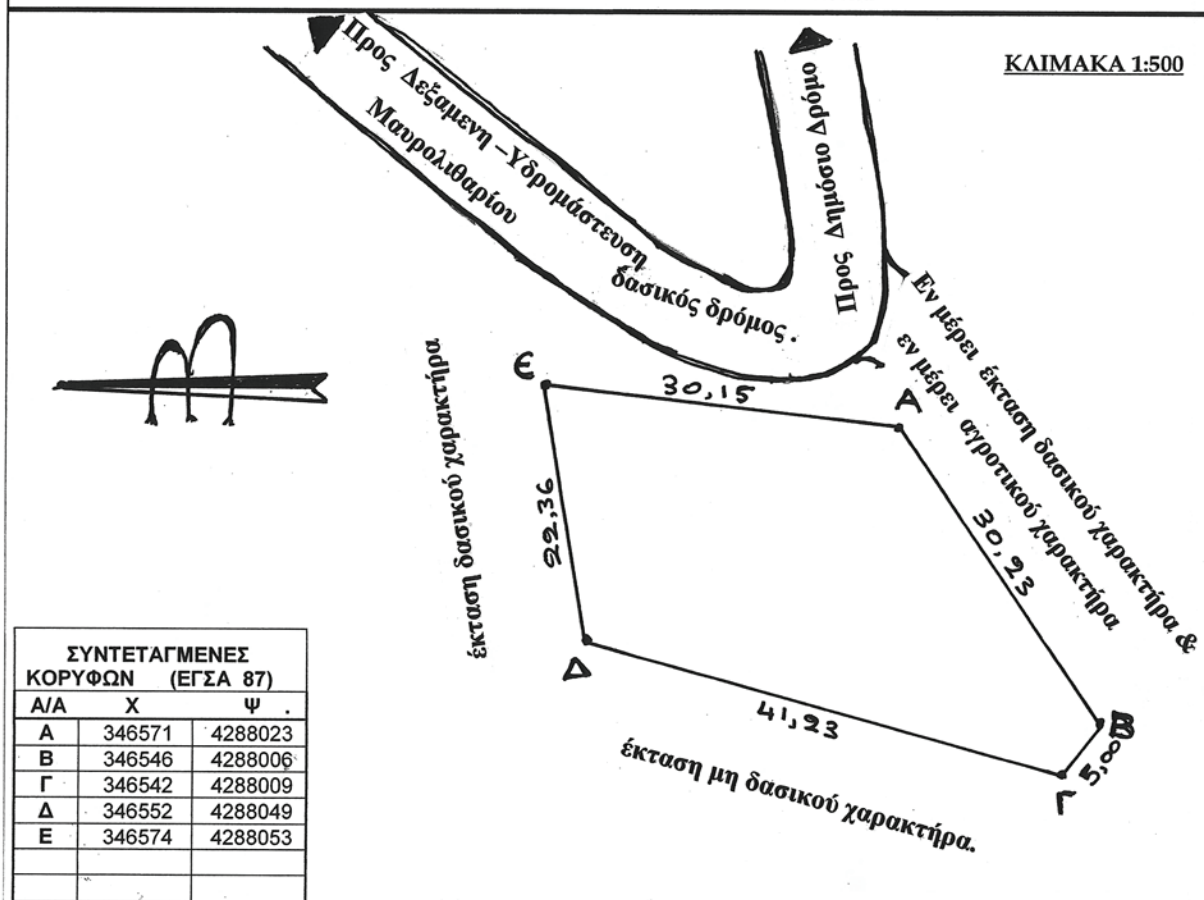 ΚΛΙΜΑΚΑ 1:500
Προς Δεξαμενη –Υδρομάστευση
Μαυρολιθαρίου
δασικός δρόμος .
Προς Δημόσιο Δρόμο
Εν μέρει έκταση δασικού χαρακτήρα &
εν μέρει αγροτικού χαρακτήρα
έκταση δασικού χαρακτήρα
Ε
30,15
Α
22,36
30,23
Δ
41,23
Β
5,00
Γ
έκταση μη δασικού χαρακτήρα.
ΣΥΝΤΕΤΑΓΜΕΝΕΣ
ΚΟΡΥΦΩΝ (ΕΓΣΑ 87)
Α/Α Χ Ψ .
Α 346571 4288023
Β 346546 4288006
Γ 346542 4288009
Δ 346552 4288049
Ε 346574 4288053